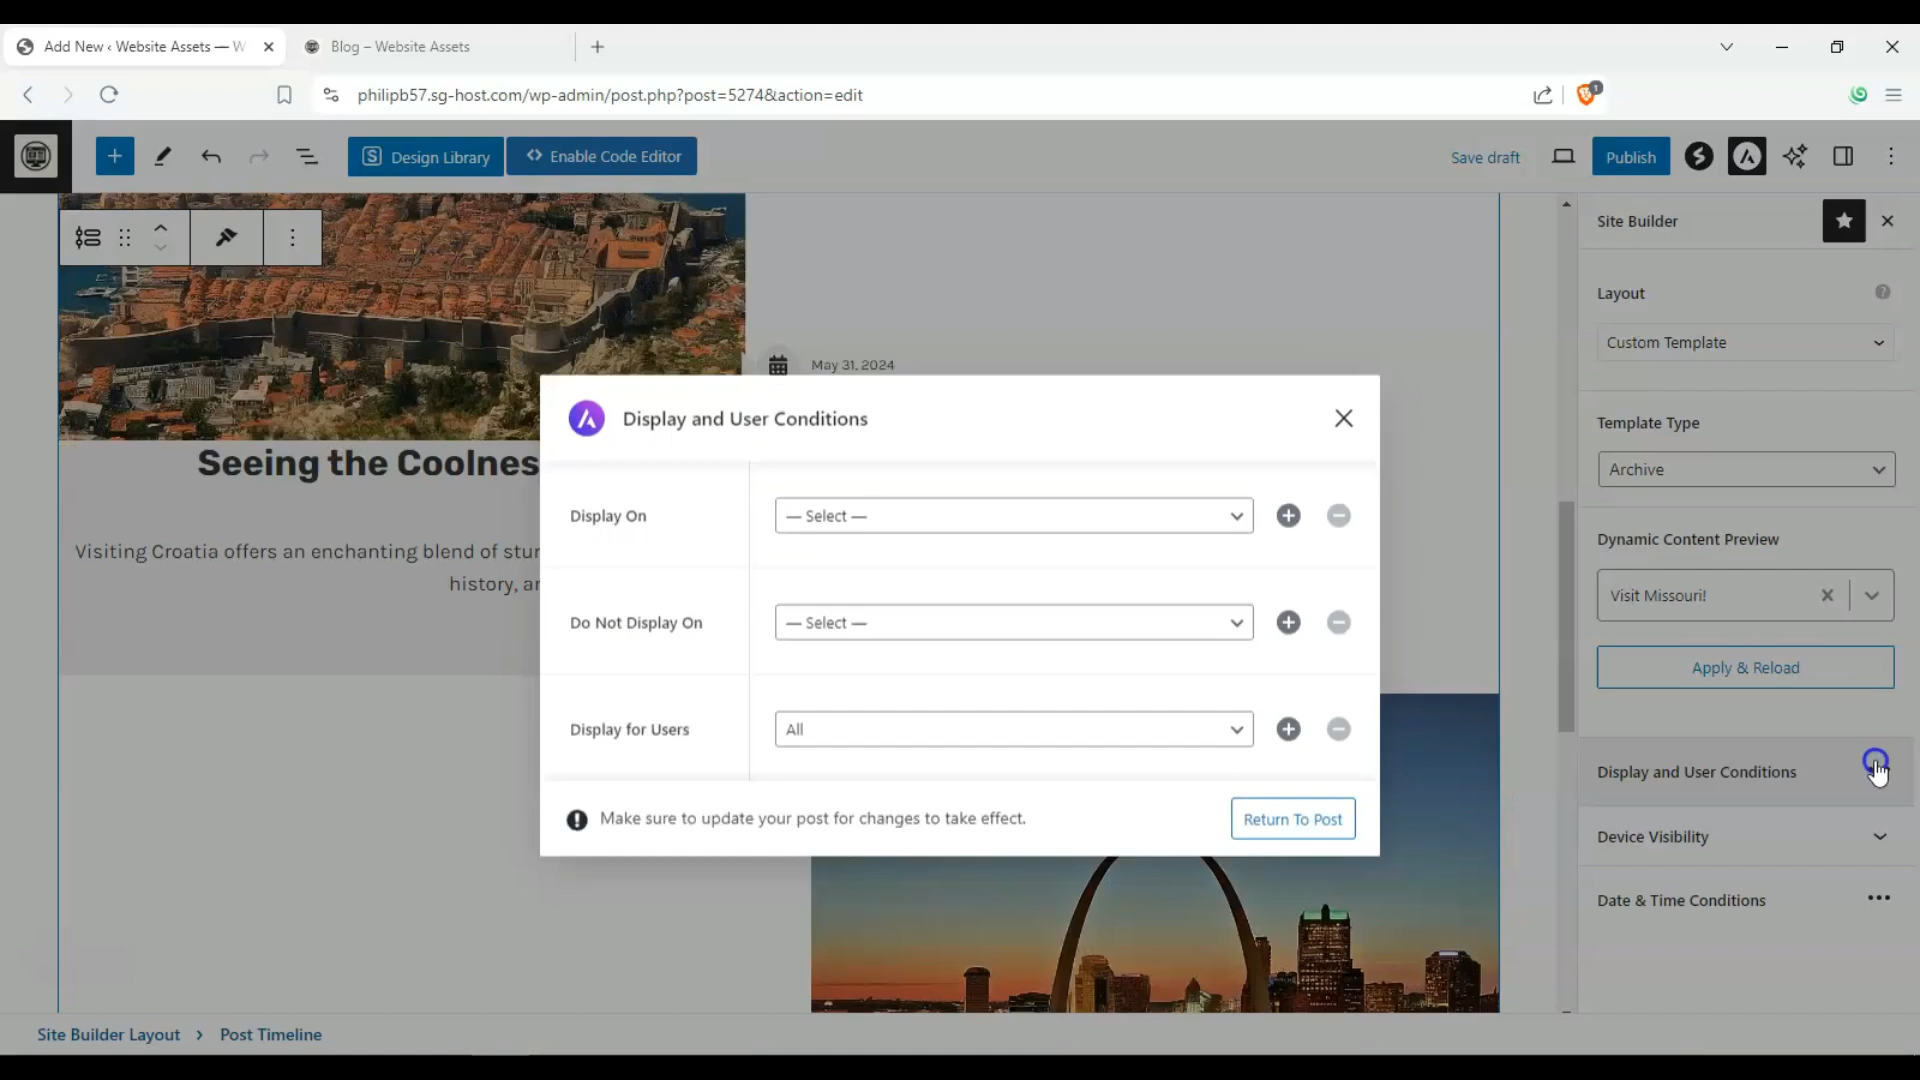 Add New ‹ Website Assets — W
Blog – Website Assets
philipb57.sg-host.com/wp-admin/post.php?post=5274&action=edit
1
Design Library
Enable Code Editor
Save draft
Publish
Site Builder
Layout
Custom Template
Template Type
Archive
Dynamic Content Preview
Visit Missouri!
Apply & Reload
Display and User Conditions
Device Visibility
Date & Time Conditions
May 31, 2024
Seeing the Coolnes
Visiting Croatia offers an enchanting blend of stur
history, ar
Display and User Conditions
Display On
— Select —
Do Not Display On
— Select —
Display for Users
All
Make sure to update your post for changes to take effect.
Return To Post
Site Builder Layout › Post Timeline